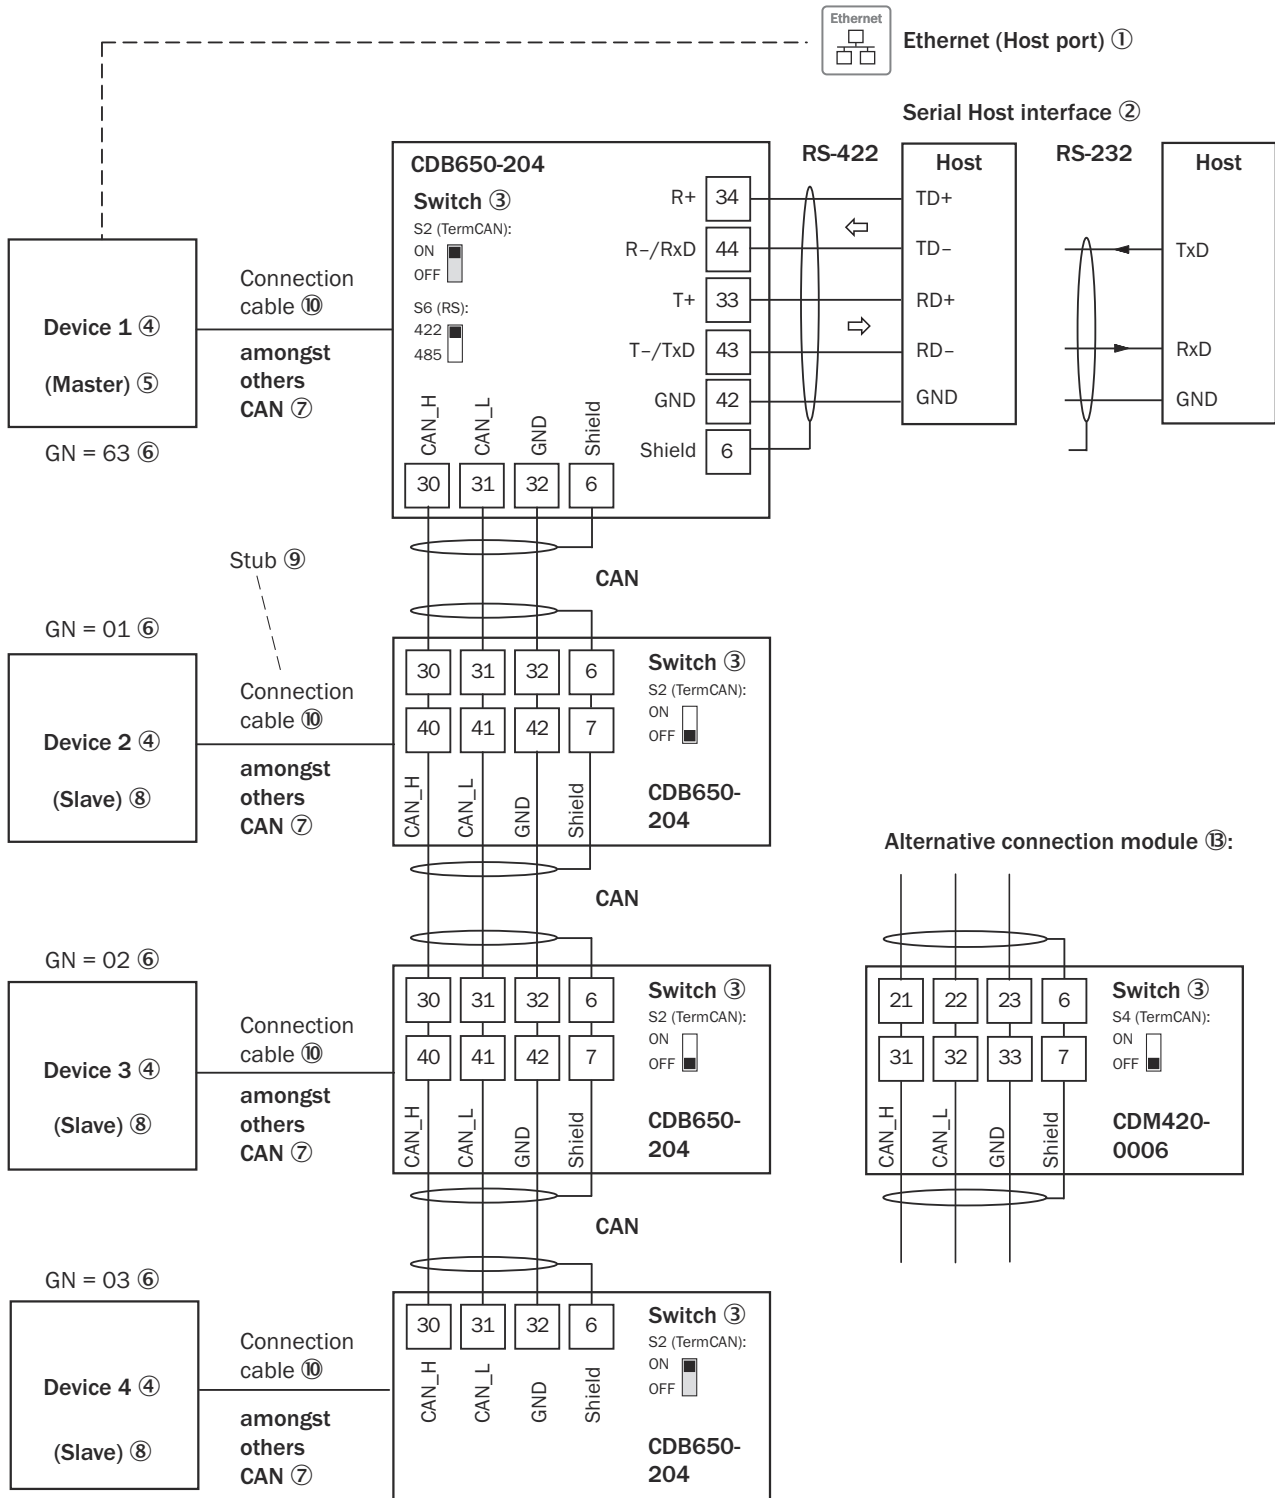 Ethernet
Ethernet (Host port) ①
Serial Host interface ②
CDB650-204
Switch ③
S2 (TermCAN):
ON
OFF
S6 (RS):
422
485
R+ 34
R–/RxD 44
T+ 33
T–/TxD 43
GND 42
Shield 6
CAN_H
CAN_L
GND
Shield
30 31 32 6
RS-422
Host
TD+
TD–
RD+
RD–
GND
RS-232
Host
TxD
RxD
GND
Device 1 ④
(Master) ⑤
GN = 63 ⑥
Connection
cable ⑩
amongst
others
CAN ⑦
CAN
Stub ⑨
GN = 01 ⑥
Device 2 ④
(Slave) ⑧
Connection
cable ⑩
amongst
others
CAN ⑦
30 31 32 6
40 41 42 7
CAN_H
CAN_L
GND
Shield
Switch ③
S2 (TermCAN):
ON
OFF
CDB650-
204
CAN
GN = 02 ⑥
Device 3 ④
(Slave) ⑧
Connection
cable ⑩
amongst
others
CAN ⑦
30 31 32 6
40 41 42 7
CAN_H
CAN_L
GND
Shield
Switch ③
S2 (TermCAN):
ON
OFF
CDB650-
204
CAN
Alternative connection module ⑬:
21 22 23 6
31 32 33 7
CAN_H
CAN_L
GND
Shield
Switch ③
S4 (TermCAN):
ON
OFF
CDM420-
0006
GN = 03 ⑥
Device 4 ④
(Slave) ⑧
Connection
cable ⑩
amongst
others
CAN ⑦
30 31 32 6
CAN_H
CAN_L
GND
Shield
Switch ③
S2 (TermCAN):
ON
OFF
CDB650-
204